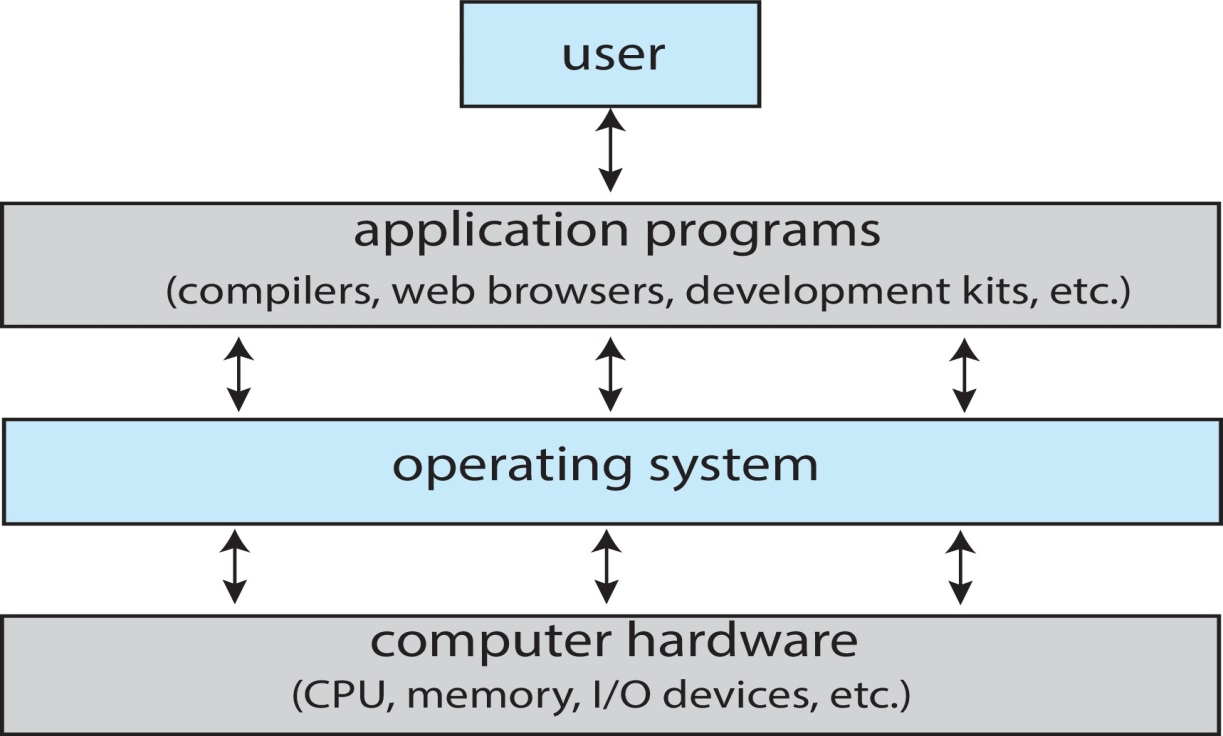 user
application programs
(compilers, web browsers, development kits, etc.)
operating system
computer hardware
(CPU, memory, I/O devices, etc.)